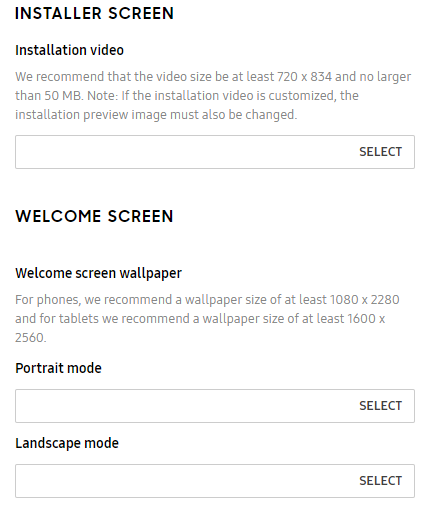 INSTALLER SCREEN
Installation video
We recommend that the video size be at least 720 x 834 and no larger
than 50 MB. Note: If the installation video is customized, the
installation preview image must also be changed.
SELECT
WELCOME SCREEN
Welcome screen wallpaper
For phones, we recommend a wallpaper size of at least 1080 x 2280
and for tablets we recommend a wallpaper size of at least 1600 x
2560.
Portrait mode
SELECT
Landscape mode
SELECT